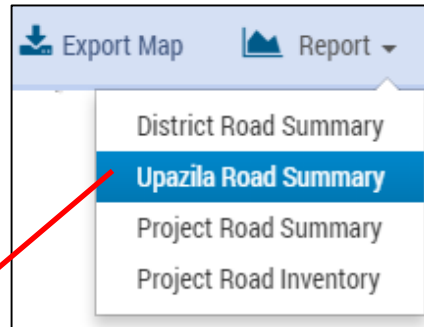 Export Map Report
District Road Summary
Upazila Road Summary
Project Road Summary
Project Road Inventory